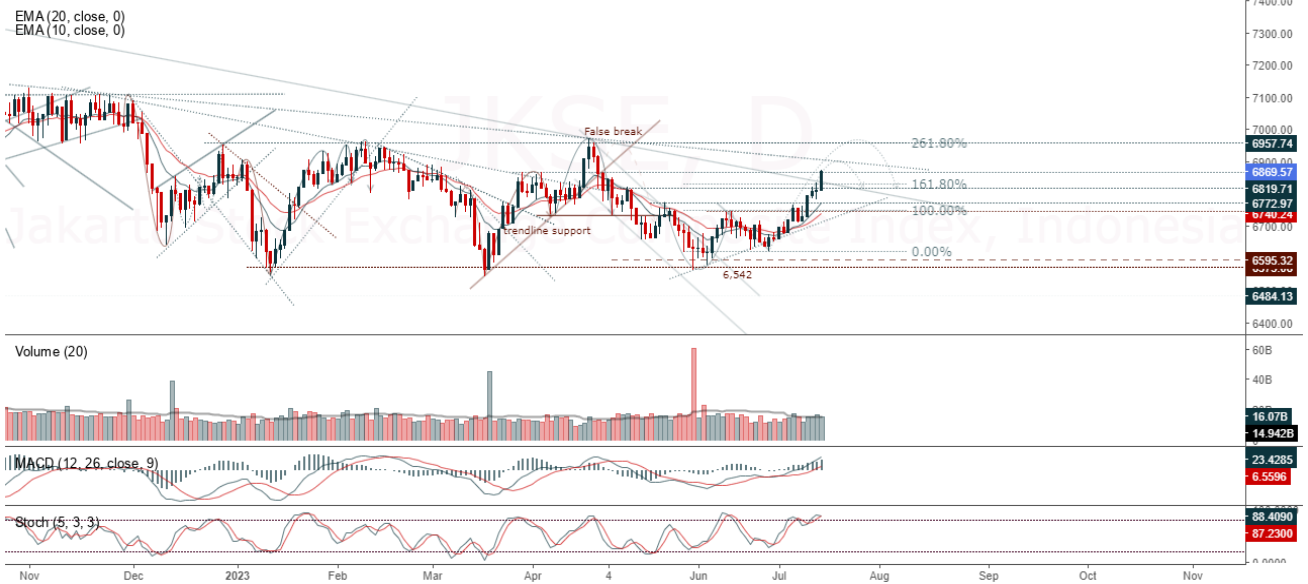 EMA (20, close, 0)
EMA (10, close, 0)
JKSE, D
7400.00
7300.00
7200.00
7100.00
7000.00
False break
261.80%
6957.74
6900.00
6869.57
161.80%
6819.71
6772.97
100.00%
6740.24
6700.00
trendline support
0.00%
6595.32
6,542
6484.13
6400.00
Volume (20)
60B
40B
16.07B
14.942B
MACD (12, 26, close, 9)
23.4285
6.5596
Stoch (5, 3, 3)
88.4090
87.2300
0.0000
Nov
Dec
2023
Feb
Mar
Apr
4
Jun
Jul
Aug
Sep
Oct
Nov